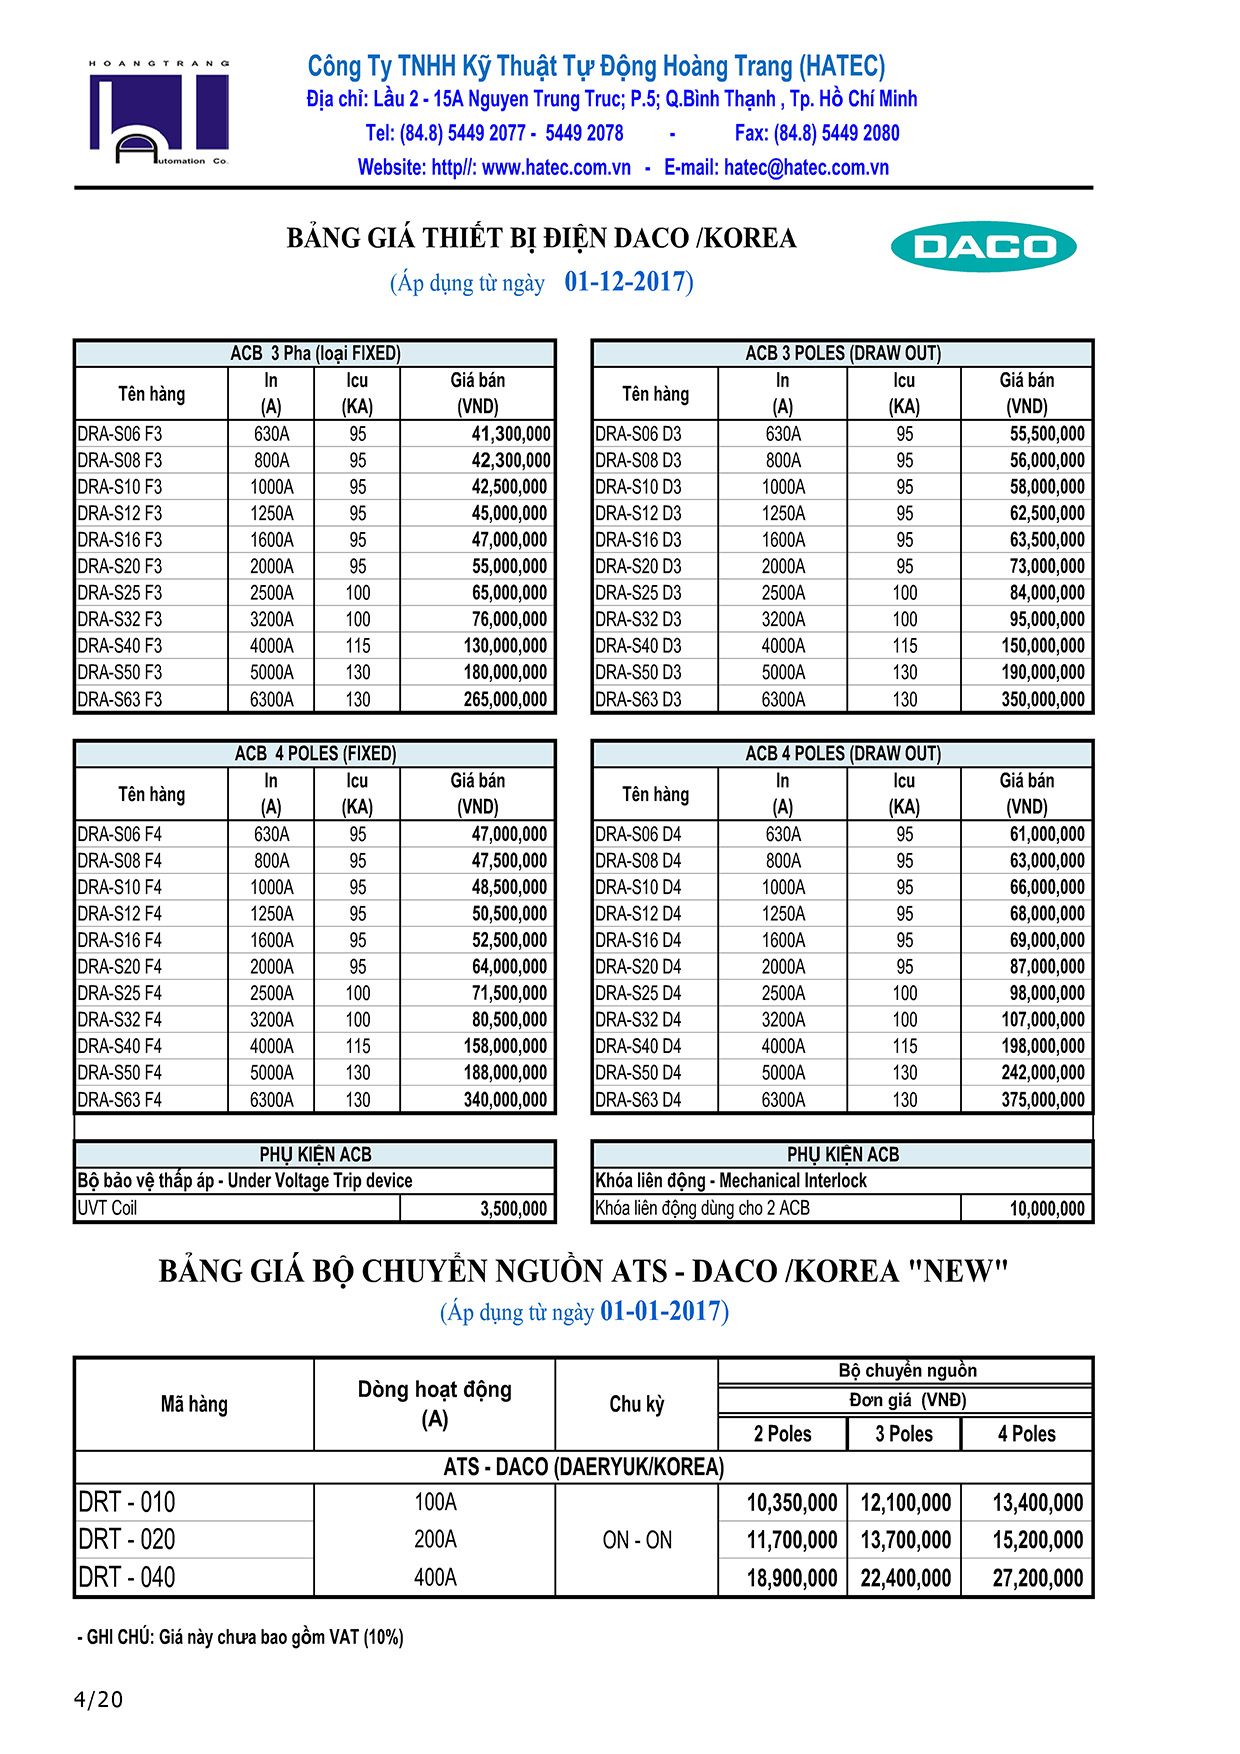 HOANGTRANG
Automation Co.
Công Ty TNHH Kỹ Thuật Tự Động Hoàng Trang (HATEC)
Địa chỉ: Lầu 2 - 15A Nguyen Trung Truc; P.5; Q.Bình Thạnh , Tp. Hồ Chí Minh
Tel: (84.8) 5449 2077 - 5449 2078 - Fax: (84.8) 5449 2080
Website: http//: www.hatec.com.vn - E-mail: hatec@hatec.com.vn
BẢNG GIÁ THIẾT BỊ ĐIỆN DACO /KOREA
DACO
(Áp dụng từ ngày 01-12-2017)
ACB 3 Pha (loại FIXED)
Tên hàng In (A) Icu (KA) Giá bán (VND)
DRA-S06 F3 630A 95 41,300,000
DRA-S08 F3 800A 95 42,300,000
DRA-S10 F3 1000A 95 42,500,000
DRA-S12 F3 1250A 95 45,000,000
DRA-S16 F3 1600A 95 47,000,000
DRA-S20 F3 2000A 95 55,000,000
DRA-S25 F3 2500A 100 65,000,000
DRA-S32 F3 3200A 100 76,000,000
DRA-S40 F3 4000A 115 130,000,000
DRA-S50 F3 5000A 130 180,000,000
DRA-S63 F3 6300A 130 265,000,000
ACB 3 POLES (DRAW OUT)
Tên hàng In (A) Icu (KA) Giá bán (VND)
DRA-S06 D3 630A 95 55,500,000
DRA-S08 D3 800A 95 56,000,000
DRA-S10 D3 1000A 95 58,000,000
DRA-S12 D3 1250A 95 62,500,000
DRA-S16 D3 1600A 95 63,500,000
DRA-S20 D3 2000A 95 73,000,000
DRA-S25 D3 2500A 100 84,000,000
DRA-S32 D3 3200A 100 95,000,000
DRA-S40 D3 4000A 115 150,000,000
DRA-S50 D3 5000A 130 190,000,000
DRA-S63 D3 6300A 130 350,000,000
ACB 4 POLES (FIXED)
Tên hàng In (A) Icu (KA) Giá bán (VND)
DRA-S06 F4 630A 95 47,000,000
DRA-S08 F4 800A 95 47,500,000
DRA-S10 F4 1000A 95 48,500,000
DRA-S12 F4 1250A 95 50,500,000
DRA-S16 F4 1600A 95 52,500,000
DRA-S20 F4 2000A 95 64,000,000
DRA-S25 F4 2500A 100 71,500,000
DRA-S32 F4 3200A 100 80,500,000
DRA-S40 F4 4000A 115 158,000,000
DRA-S50 F4 5000A 130 188,000,000
DRA-S63 F4 6300A 130 340,000,000
ACB 4 POLES (DRAW OUT)
Tên hàng In (A) Icu (KA) Giá bán (VND)
DRA-S06 D4 630A 95 61,000,000
DRA-S08 D4 800A 95 63,000,000
DRA-S10 D4 1000A 95 66,000,000
DRA-S12 D4 1250A 95 68,000,000
DRA-S16 D4 1600A 95 69,000,000
DRA-S20 D4 2000A 95 87,000,000
DRA-S25 D4 2500A 100 98,000,000
DRA-S32 D4 3200A 100 107,000,000
DRA-S40 D4 4000A 115 198,000,000
DRA-S50 D4 5000A 130 242,000,000
DRA-S63 D4 6300A 130 375,000,000
PHỤ KIỆN ACB
Bộ bảo vệ thấp áp - Under Voltage Trip device
UVT Coil 3,500,000
PHỤ KIỆN ACB
Khóa liên động - Mechanical Interlock
Khóa liên động dùng cho 2 ACB 10,000,000
BẢNG GIÁ BỘ CHUYỂN NGUỒN ATS - DACO /KOREA "NEW"
(Áp dụng từ ngày 01-01-2017)
Mã hàng Dòng hoạt động (A) Chu kỳ Bộ chuyển nguồn
Đơn giá (VNĐ)
2 Poles 3 Poles 4 Poles
ATS - DACO (DAERYUK/KOREA)
DRT - 010 100A 10,350,000 12,100,000 13,400,000
DRT - 020 200A ON - ON 11,700,000 13,700,000 15,200,000
DRT - 040 400A 18,900,000 22,400,000 27,200,000
- GHI CHÚ: Giá này chưa bao gồm VAT (10%)
4/20